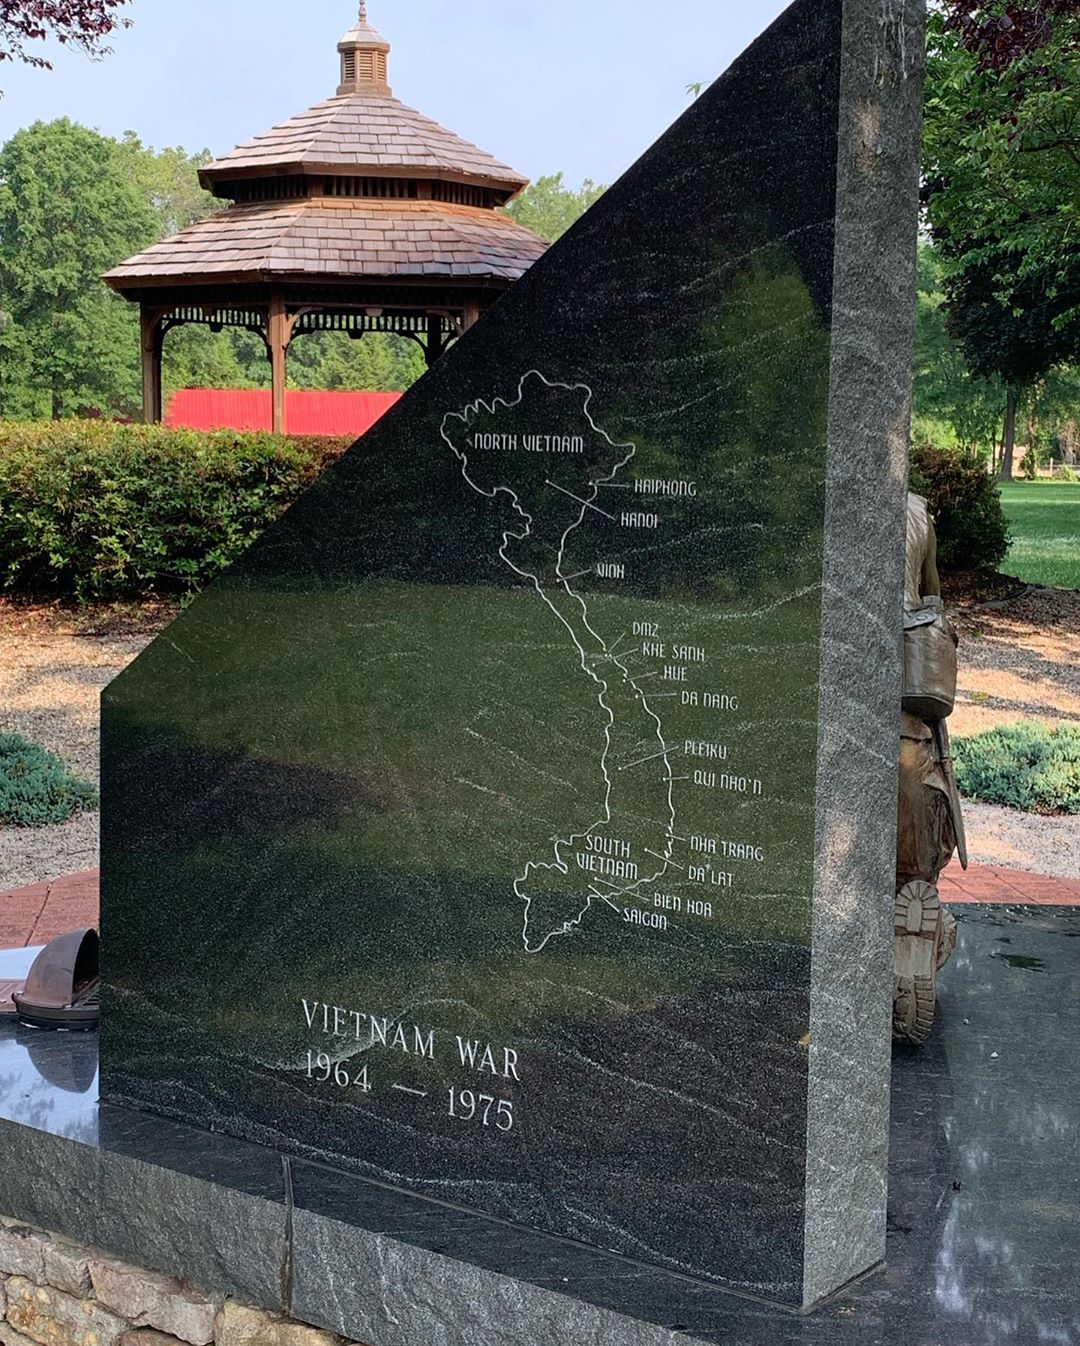 NORTH VIETNAM
HAIPHONG
HANOI
VINH
DMZ
KHE SANH
HUE
DA NANG
PLEIKU
QUI NHO'N
NHA TRANG
SOUTH
VIETNAM
DA LAT
BIEN HOA
SAIGON
VIETNAM WAR
1964 — 1975